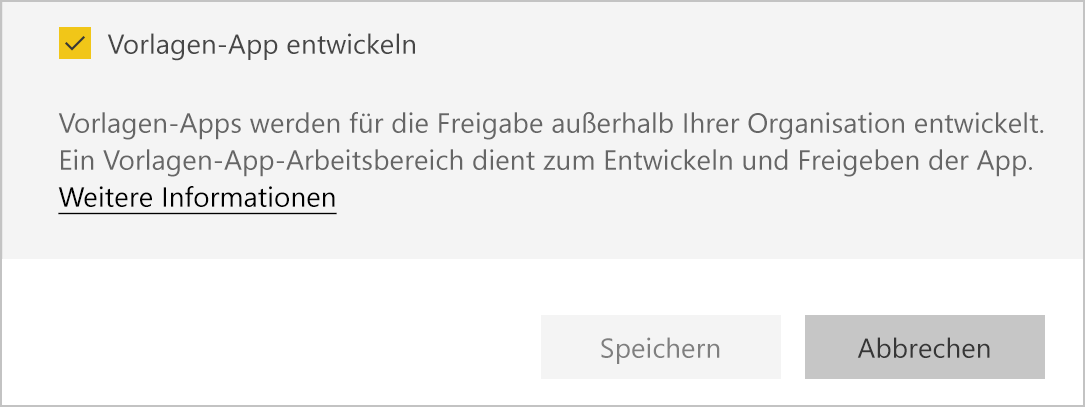 Vorlagen-App entwickeln
Vorlagen-Apps werden für die Freigabe außerhalb Ihrer Organisation entwickelt.
Ein Vorlagen-App-Arbeitsbereich dient zum Entwickeln und Freigeben der App.
Weitere Informationen
Speichern
Abbrechen